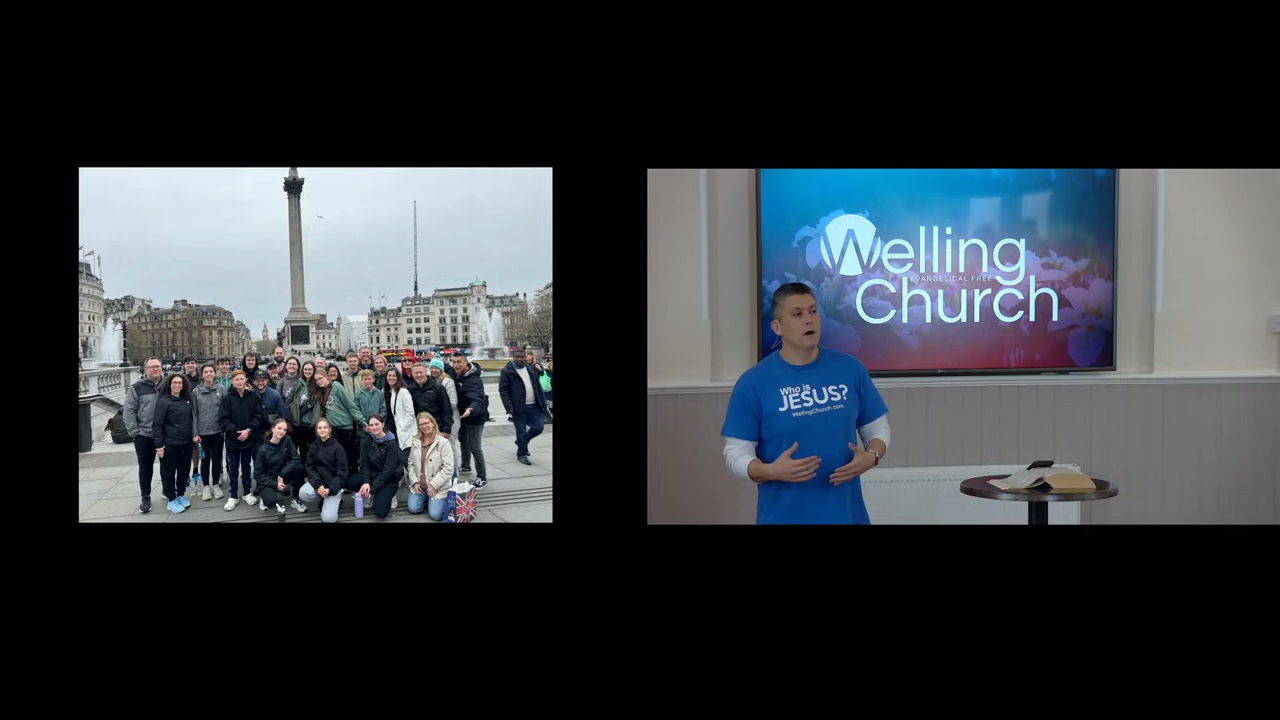 Welling
EVANGELICAL FREE
Church
Who is
JESUS?
WellingChurch.com